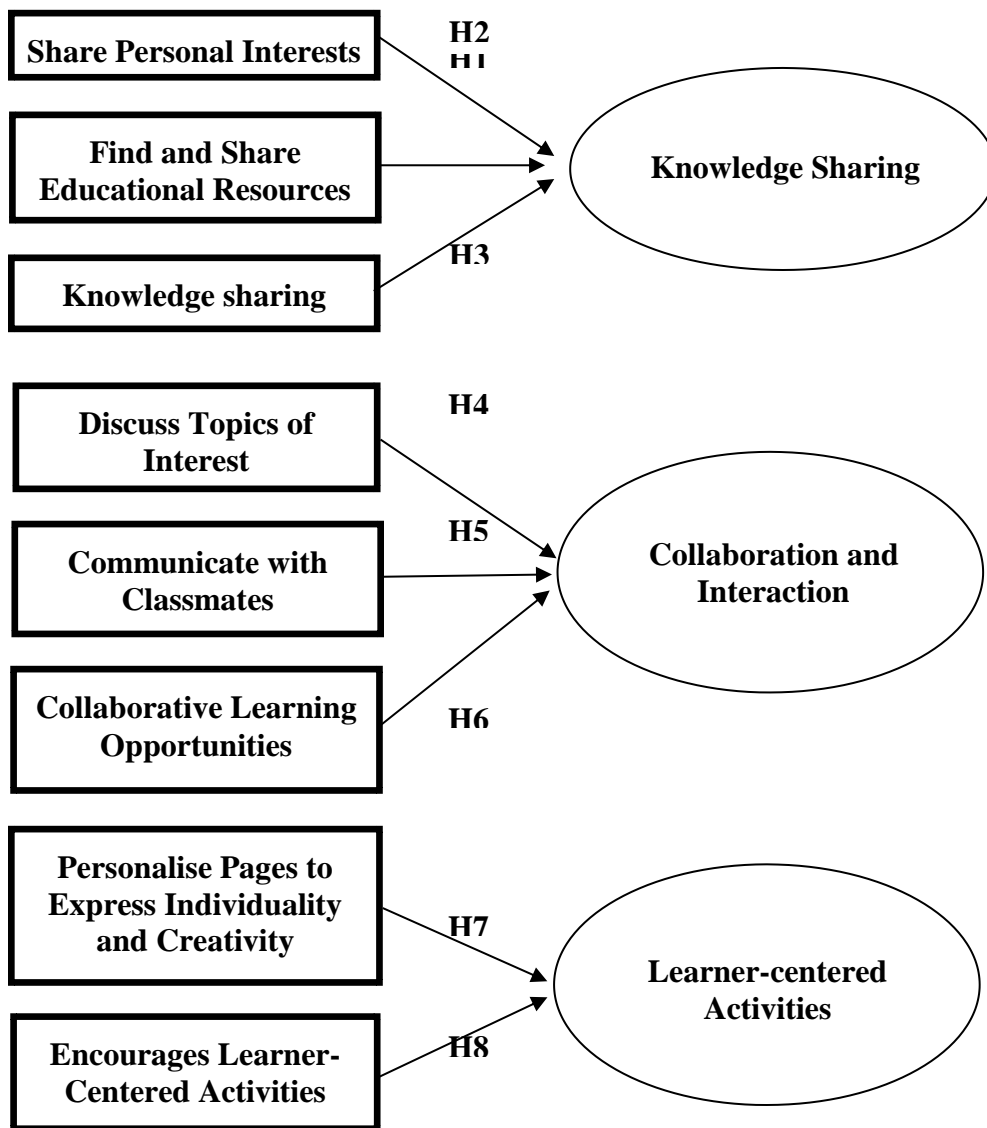 Share Personal Interests
H2
H1
Find and Share
Educational Resources
Knowledge Sharing
Knowledge sharing
H3
Discuss Topics of
Interest
H4
Communicate with
Classmates
H5
Collaboration and
Interaction
Collaborative Learning
Opportunities
H6
Personalise Pages to
Express Individuality
and Creativity
H7
Learner-centered
Activities
Encourages Learner-
Centered Activities
H8